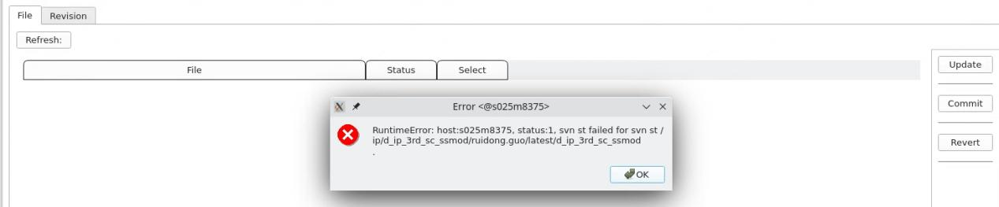 File Revision
Refresh:
File Status Select
Update
Commit
Revert
Error <@s025m8375>
RuntimeError: host:s025m8375, status:1, svn st failed for svn st /
ip/d_ip_3rd_sc_ssmod/ruidong.guo/latest/d_ip_3rd_sc_ssmod
.
OK